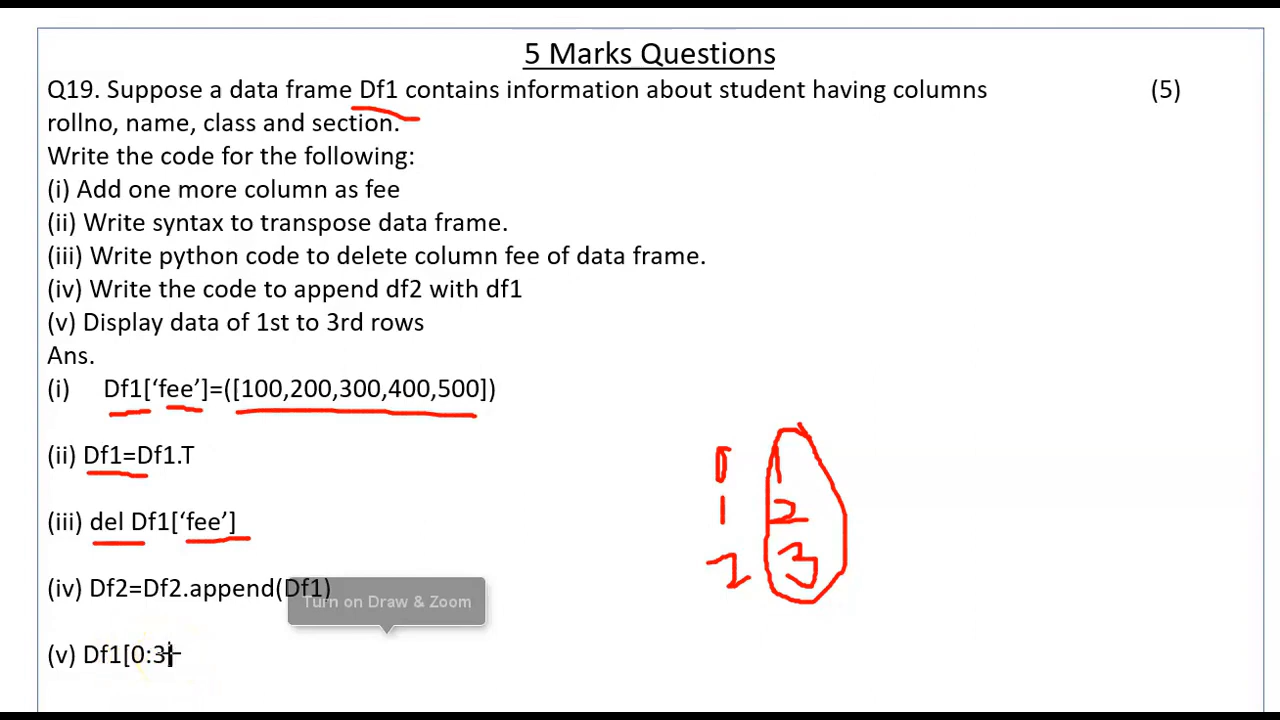 5 Marks Questions
Q19. Suppose a data frame Df1 contains information about student having columns (5)
rollno, name, class and section.
Write the code for the following:
(i) Add one more column as fee
(ii) Write syntax to transpose data frame.
(iii) Write python code to delete column fee of data frame.
(iv) Write the code to append df2 with df1
(v) Display data of 1st to 3rd rows
Ans.
(i) Df1[‘fee’]=([100,200,300,400,500])
(ii) Df1=Df1.T
(iii) del Df1[‘fee’]
(iv) Df2=Df2.append(Df1)
Turn on Draw & Zoom
(v) Df1[0:3
0 1
1 2
2 3